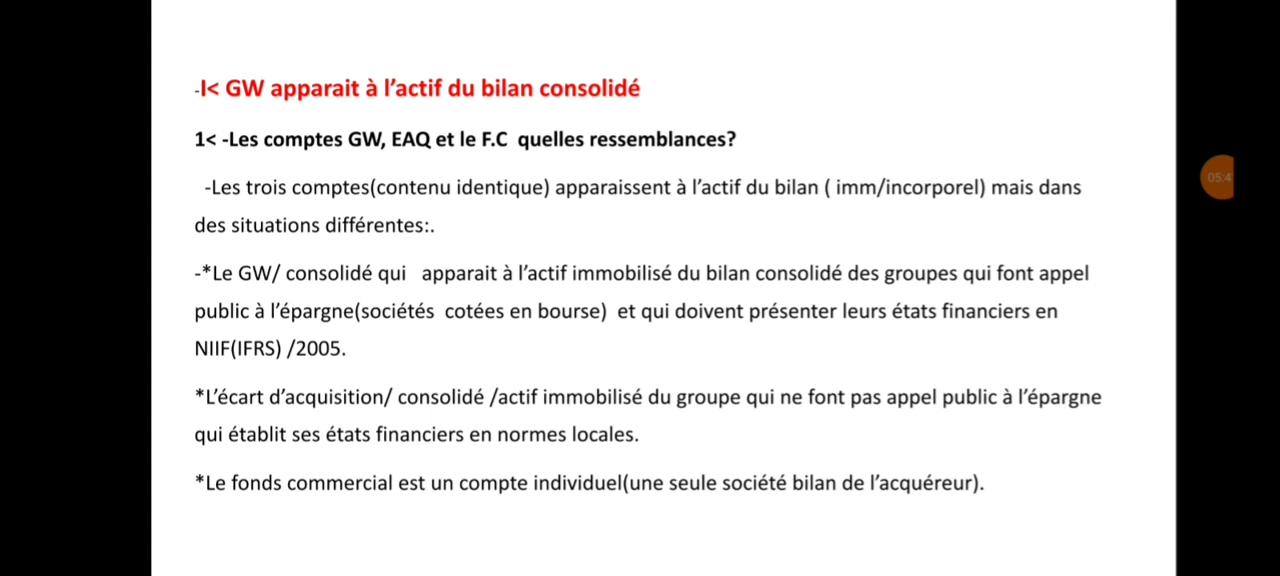 -I< GW apparait à l’actif du bilan consolidé
1< -Les comptes GW, EAQ et le F.C quelles ressemblances?
-Les trois comptes(contenu identique) apparaissent à l’actif du bilan ( imm/incorporel) mais dans
des situations différentes:.
-*Le GW/ consolidé qui apparait à l’actif immobilisé du bilan consolidé des groupes qui font appel
public à l’épargne(sociétés cotées en bourse) et qui doivent présenter leurs états financiers en
NIIF(IFRS) /2005.
*L’écart d’acquisition/ consolidé /actif immobilisé du groupe qui ne font pas appel public à l’épargne
qui établit ses états financiers en normes locales.
*Le fonds commercial est un compte individuel(une seule société bilan de l’acquéreur).